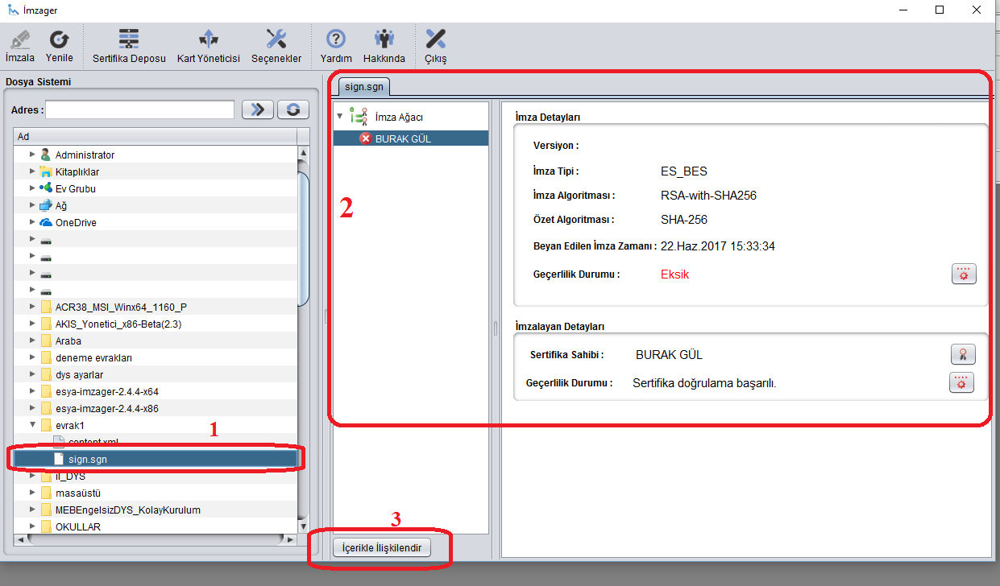 İmzager
İmzala Yenile Sertifika Deposu Kart Yöneticisi Seçenekler Yardım Hakkında Çıkış
Dosya Sistemi
Adres :
Ad
Administrator
Kitaplıklar
Ev Grubu
Ağ
OneDrive
ACR38_MSI_Winx64_1160_P
AKIS_Yonetici_x86-Beta(2.3)
Araba
deneme evrakları
dys ayarlar
esya-imzager-2.4.4-x64
esya-imzager-2.4.4-x86
evrak1
1
content.xml
sign.sgn
il_DYS
masaüstü
MEBEngelsizDYS_KolayKurulum
OKULLAR
sign.sgn
İmza Ağacı
BURAK GÜL
2
İmza Detayları
Versiyon :
İmza Tipi : ES_BES
İmza Algoritması : RSA-with-SHA256
Özet Algoritması : SHA-256
Beyan Edilen İmza Zamanı : 22.Haz.2017 15:33:34
Geçerlilik Durumu : Eksik
İmzalayan Detayları
Sertifika Sahibi : BURAK GÜL
Geçerlilik Durumu : Sertifika doğrulama başarılı.
3
İçerikle İlişkilendir